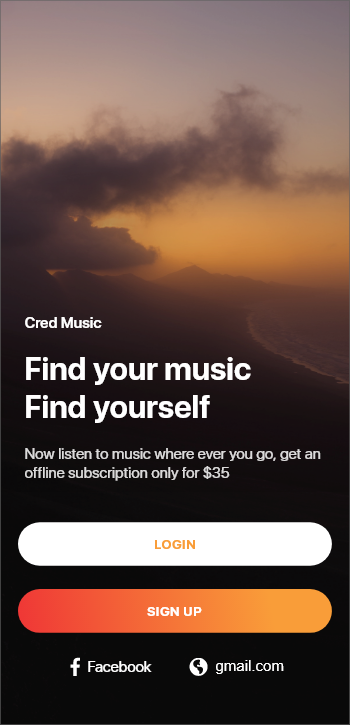 Cred Music
Find your music
Find yourself
Now listen to music where ever you go, get an
offline subscription only for $35
LOGIN
SIGN UP
Facebook
gmail.com